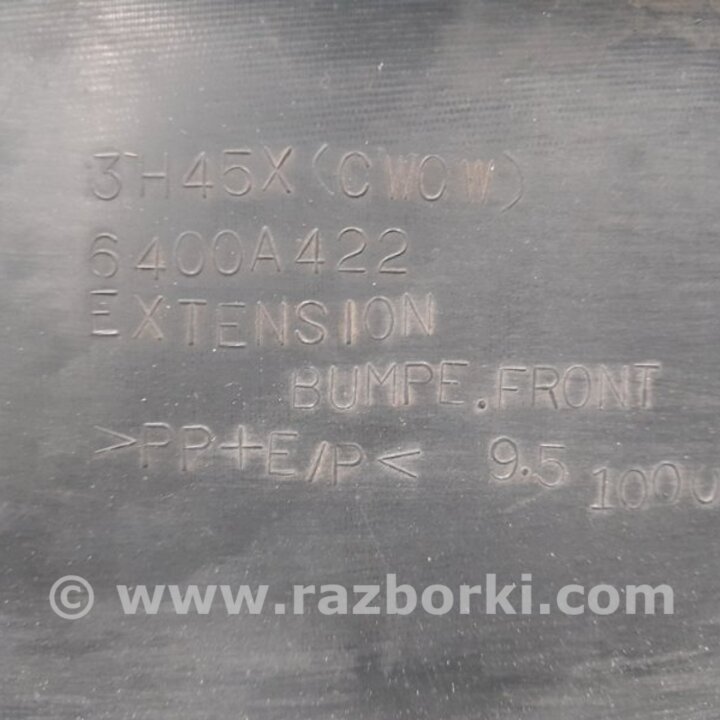 3H45X(CWOW)
6400A422
EXTENSION
BUMPE.FRONT
>PP+E/P< 9.5 100U
© www.razborki.com